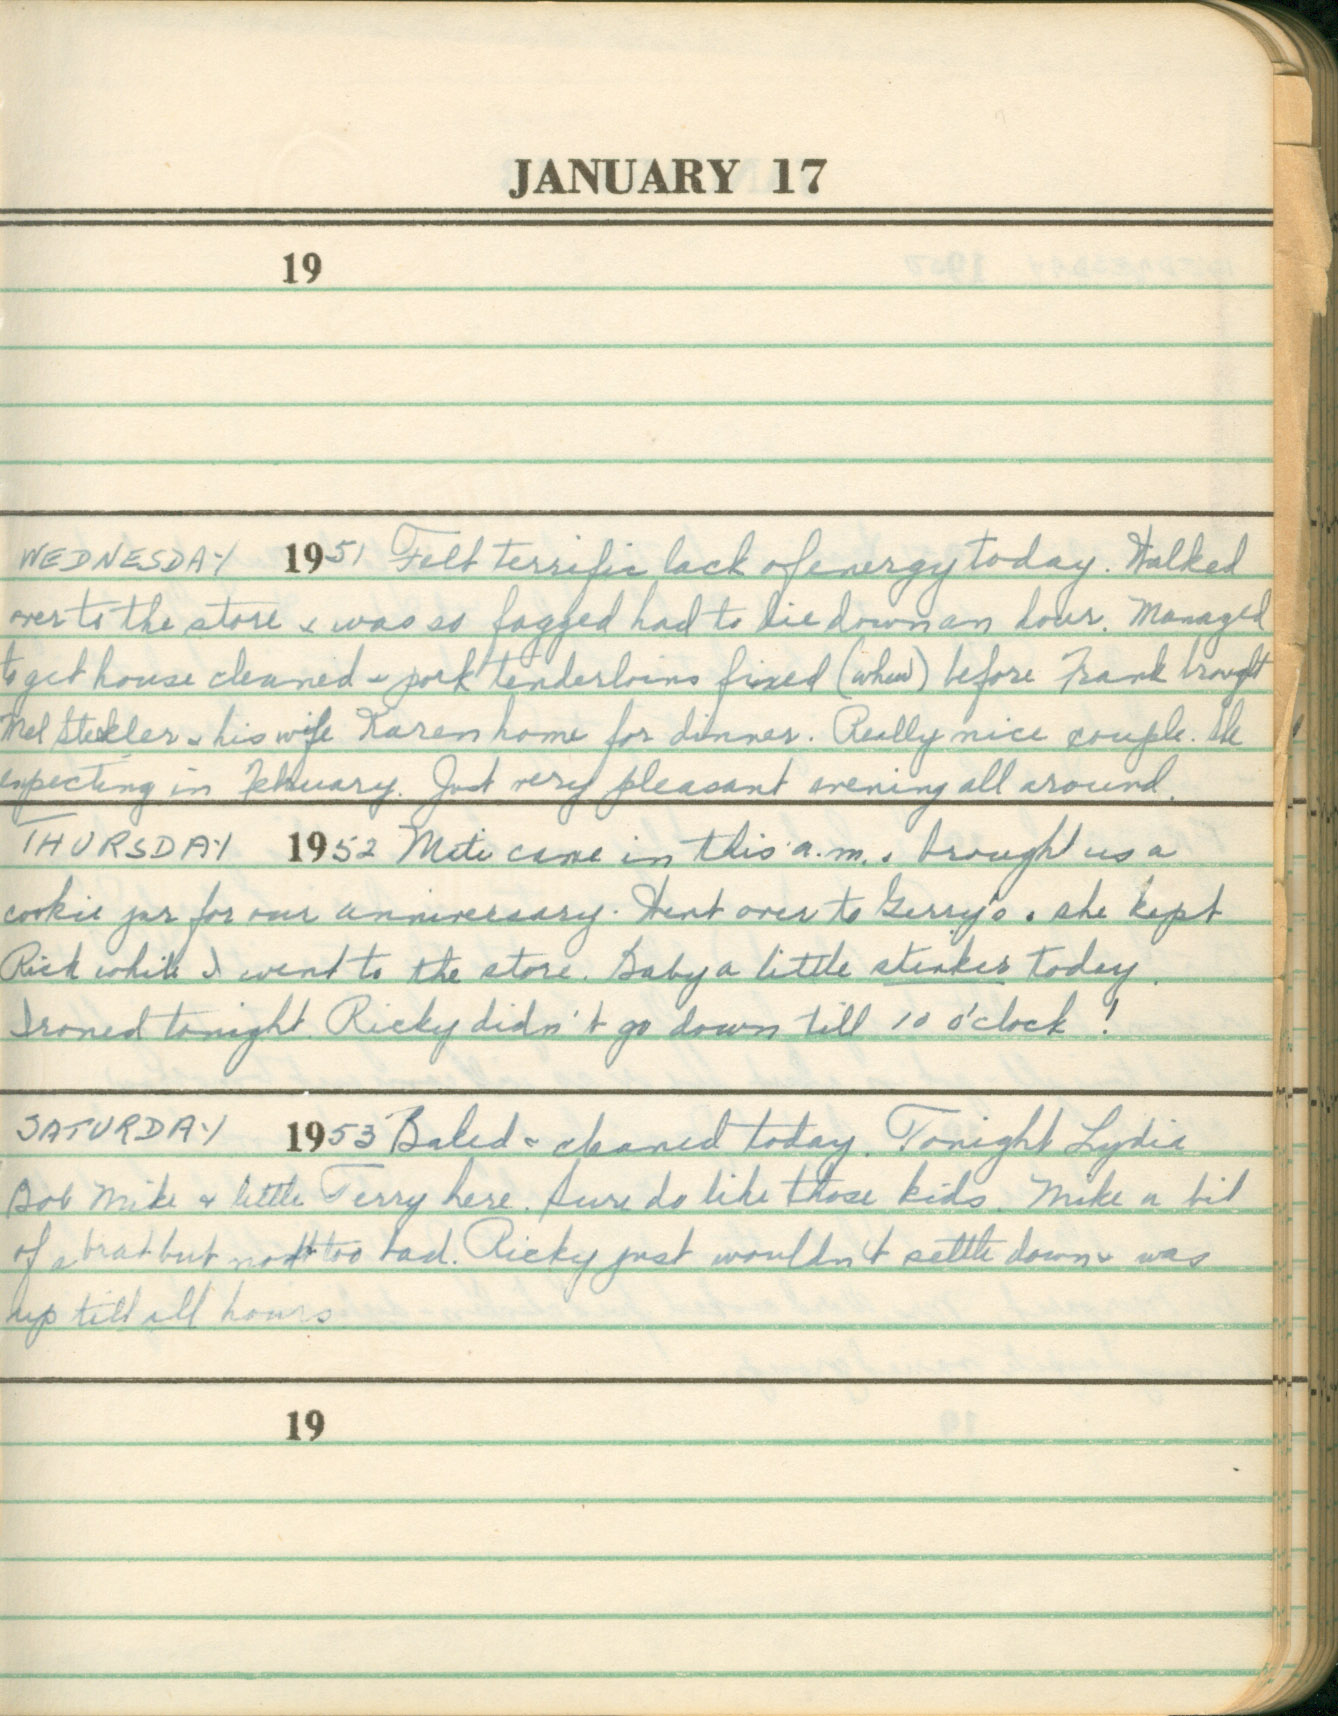 JANUARY 17
19
WEDNESDAY 1951 Felt terrific lack of energy today. Walked
over to the store & was so fagged had to lie down an hour. Managed
to get house cleaned & pork tenderloins fixed (whew) before Frank brought
Mel & his wife Karen home for dinner. Really nice couple. She
expecting in February. Just very pleasant evening all around.
THURSDAY 1952 came in this a.m. & brought us a
cookie jar for our anniversary. Went over to Gerry's & she kept
Rick while I went to the store. Baby a little stinker today.
Ironed tonight. Ricky didn't go down till 10 o'clock!
SATURDAY 1953 Baked & cleaned today. Tonight Lydia
Bob Mike & little Terry here. Sure do like those kids. Mike a bit
of a brat but not too bad. Ricky just wouldn't settle down & was
up till all hours
19